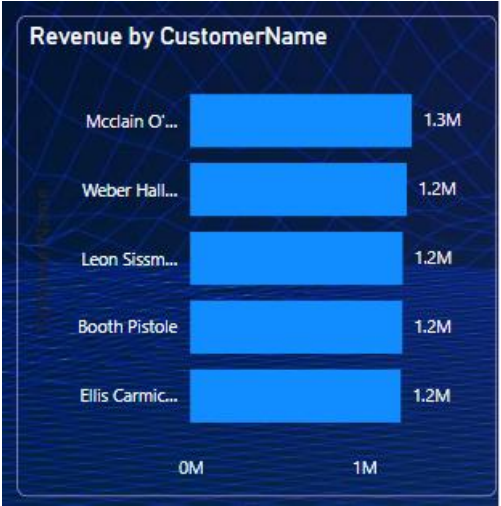 Revenue by CustomerName
Mcclain O'... 1.3M
Weber Hall... 1.2M
Leon Sissm... 1.2M
Booth Pistole 1.2M
Ellis Carmic... 1.2M
0M 1M